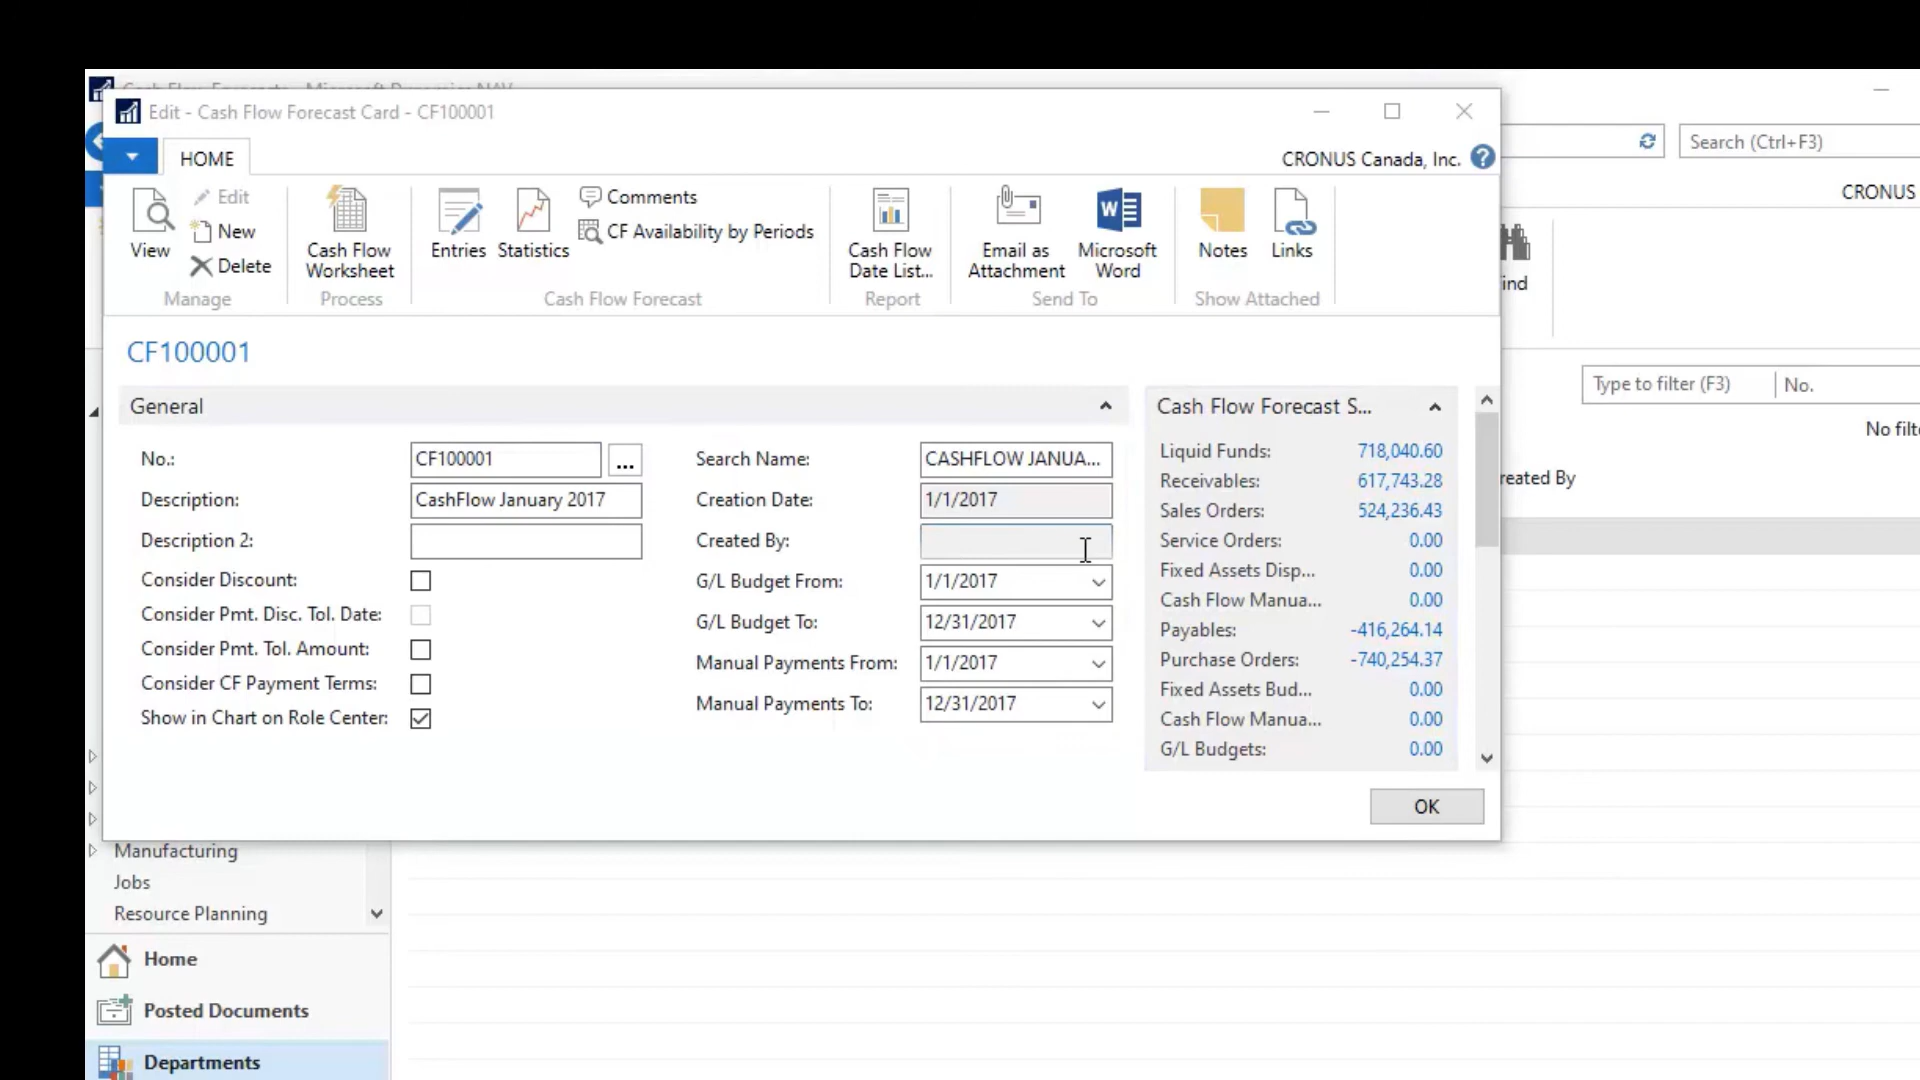 Edit - Cash Flow Forecast Card - CF100001
Search (Ctrl+F3)
HOME
CRONUS Canada, Inc.
CRONUS
View
Edit
New
Delete
Manage
Cash Flow
Worksheet
Process
Entries
Statistics
Comments
CF Availability by Periods
Cash Flow Forecast
Cash Flow
Date List...
Report
Email as
Attachment
Microsoft
Word
Send To
Notes
Links
Show Attached
ind
CF100001
General
No.: CF100001 ...
Description: CashFlow January 2017
Description 2:
Consider Discount:
Consider Pmt. Disc. Tol. Date:
Consider Pmt. Tol. Amount:
Consider CF Payment Terms:
Show in Chart on Role Center:
Search Name: CASHFLOW JANUA...
Creation Date: 1/1/2017
Created By:
G/L Budget From: 1/1/2017
G/L Budget To: 12/31/2017
Manual Payments From: 1/1/2017
Manual Payments To: 12/31/2017
Cash Flow Forecast S...
Liquid Funds: 718,040.60
Receivables: 617,743.28
Sales Orders: 524,236.43
Service Orders: 0.00
Fixed Assets Disp... 0.00
Cash Flow Manua... 0.00
Payables: -416,264.14
Purchase Orders: -740,254.37
Fixed Assets Bud... 0.00
Cash Flow Manua... 0.00
G/L Budgets: 0.00
OK
Type to filter (F3) No.
No filt
reated By
Manufacturing
Jobs
Resource Planning
Home
Posted Documents
Departments